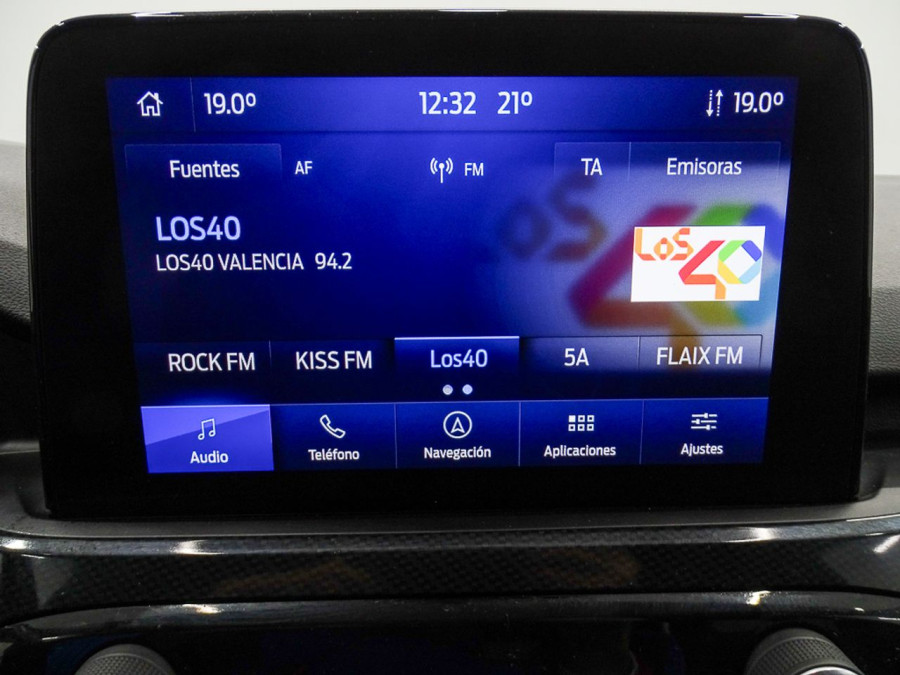 19.0º 12:32 21º 19.0º
Fuentes AF FM TA Emisoras
LOS40
LOS40 VALENCIA 94.2
LoS
LoS40
ROCK FM KISS FM Los40 5A FLAIX FM
Audio Teléfono Navegación Aplicaciones Ajustes